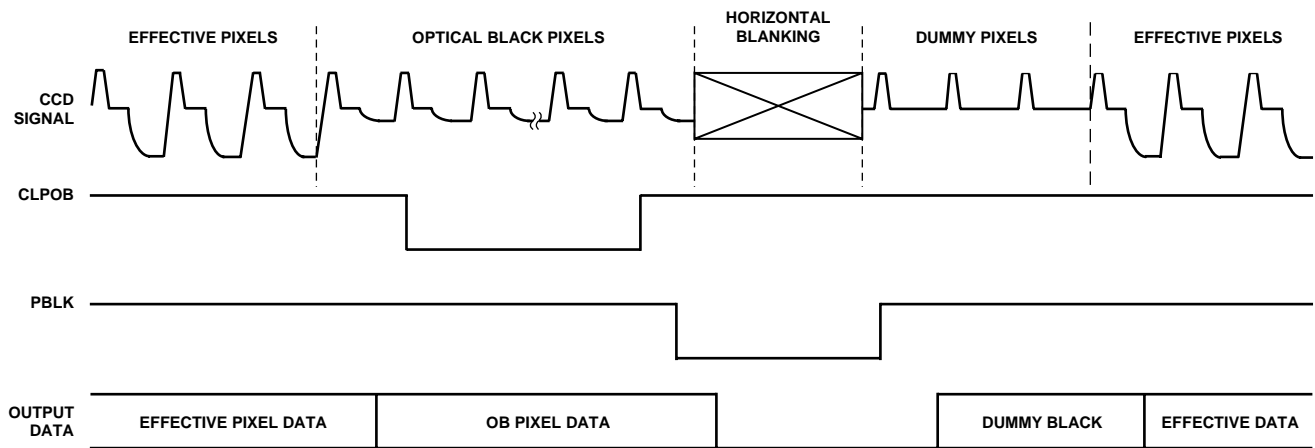 EFFECTIVE PIXELS
OPTICAL BLACK PIXELS
HORIZONTAL
BLANKING
DUMMY PIXELS
EFFECTIVE PIXELS
CCD
SIGNAL
CLPOB
PBLK
OUTPUT
DATA
EFFECTIVE PIXEL DATA
OB PIXEL DATA
DUMMY BLACK
EFFECTIVE DATA